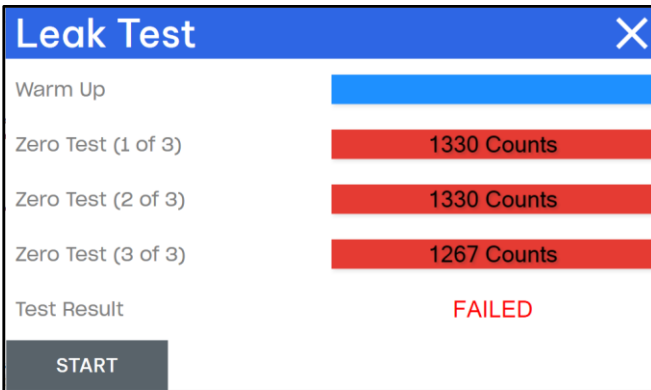 Leak Test
Warm Up
Zero Test (1 of 3) 1330 Counts
Zero Test (2 of 3) 1330 Counts
Zero Test (3 of 3) 1267 Counts
Test Result FAILED
START